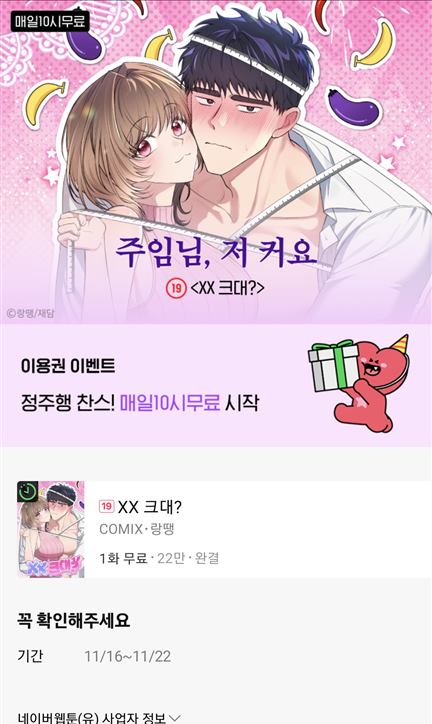 매일10시무료
주임님, 저 커요
19 <XX 크대?>
©랑땡/재담
이용권 이벤트
정주행 찬스! 매일10시무료 시작
XX 크대?
19 XX 크대?
COMIX·랑땡
1화 무료·22만·완결
꼭 확인해주세요
기간 11/16~11/22
네이버웹툰(유) 사업자 정보